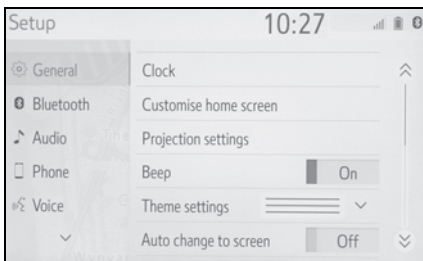 Setup 10:27
General
Clock
Bluetooth
Customise home screen
Audio
Projection settings
Phone
Beep On
Voice
Theme settings
Auto change to screen Off